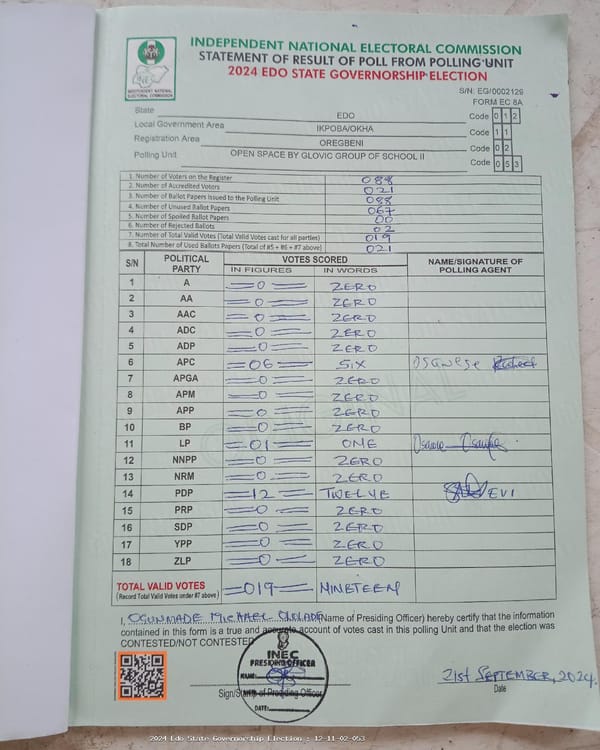 INDEPENDENT NATIONAL ELECTORAL COMMISSION
STATEMENT OF RESULT OF POLL FROM POLLING UNIT
2024 EDO STATE GOVERNORSHIP ELECTION
INDEPENDENT NATIONAL ELECTORAL COMMISSION
S/N: EG/0002129
FORM EC 8A
State EDO Code 0 1 2
Local Government Area IKPOBA/OKHA Code 1 1
Registration Area OREGBENI Code 0 2
Polling Unit OPEN SPACE BY GLOVIC GROUP OF SCHOOL II Code 0 5 3
1. Number of Voters on the Register 088
2. Number of Accredited Voters 021
3. Number of Ballot Papers Issued to the Polling Unit 088
4. Number of Unused Ballot Papers 067
5. Number of Spoiled Ballot Papers 00
6. Number of Rejected Ballots 02
7. Number of Total Valid Votes (Total Valid Votes cast for all parties) 019
8. Total Number of Used Ballots Papers (Total of #5 + #6 + #7 above) 021
S/N POLITICAL PARTY VOTES SCORED NAME/SIGNATURE OF POLLING AGENT
IN FIGURES IN WORDS
1 A =0= ZERO
2 AA =0= ZERO
3 AAC =0= ZERO
4 ADC =0= ZERO
5 ADP =0= ZERO
6 APC =06= SIX
7 APGA =0= ZERO
8 APM =0= ZERO
9 APP =0= ZERO
10 BP =0= ZERO
11 LP =01= ONE
12 NNPP =0= ZERO
13 NRM =0= ZERO
14 PDP =12= TWELVE
15 PRP =0= ZERO
16 SDP =0= ZERO
17 YPP =0= ZERO
18 ZLP =0= ZERO
TOTAL VALID VOTES =019= NINETEEN
(Record Total Valid Votes under #7 above)
I, OGUNMADE MICHAEL (Name of Presiding Officer) hereby certify that the information
contained in this form is a true and accurate account of votes cast in this polling Unit and that the election was
CONTESTED/NOT CONTESTED
INEC
PRESIDING OFFICER
NAME:
Sign/Stamp of Presiding Officer
DATE:
21st SEPTEMBER, 2024.
Date
2024 Edo State Governorship Election : 12-11-02-053